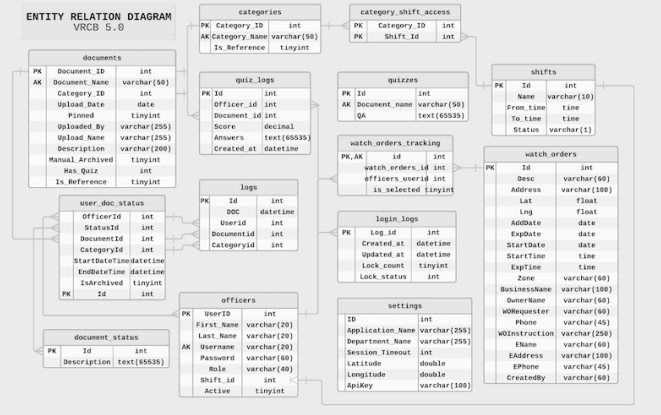 ENTITY RELATION DIAGRAM
VRCB 5.0
categories
PK Category_ID int
AK Category_Name varchar(50)
Is_Reference tinyint
category_shift_access
PK Category_ID int
PK Shift_Id int
documents
PK Document_ID int
AK Document_Name varchar(50)
Category_ID int
Upload_Date date
Pinned tinyint
Uploaded_By varchar(255)
Upload_Name varchar(255)
Description varchar(200)
Manual_Archived tinyint
Has_Quiz int
Is_Reference tinyint
quiz_logs
PK Id int
Officer_id int
Document_id int
Score decimal
Answers text(65535)
Created_at datetime
quizzes
PK Id int
AK Document_name varchar(50)
QA text(65535)
shifts
PK Id int
Name varchar(10)
From_time time
To_time time
Status varchar(1)
watch_orders_tracking
PK,AK id int
watch_orders_id int
officers_userid int
is_selected tinyint
watch_orders
PK Id int
Desc varchar(60)
Address varchar(100)
Lat float
Lng float
AddDate date
ExpDate date
StartDate date
StartTime time
ExpTime time
Zone varchar(60)
BusinessName varchar(100)
OwnerName varchar(60)
WORequester varchar(60)
Phone varchar(45)
WOInstruction varchar(250)
EName varchar(60)
EAddress varchar(100)
EPhone varchar(45)
CreatedBy varchar(60)
user_doc_status
OfficerId int
StatusId int
DocumentId int
CategoryId int
StartDateTime datetime
EndDateTime datetime
IsArchived tinyint
PK Id int
logs
PK Id int
DOC datetime
Userid int
Documentid int
Categoryid int
login_logs
PK Log_id int
Created_at datetime
Updated_at datetime
Lock_count tinyint
Lock_status int
officers
PK UserID int
First_Name varchar(20)
Last_Name varchar(20)
AK Username varchar(20)
Password varchar(60)
Role varchar(40)
Shift_id int
Active tinyint
settings
ID int
Application_Name varchar(255)
Department_Name varchar(255)
Session_Timeout int
Latitude double
Longitude double
ApiKey varchar(100)
document_status
PK Id int
Description text(65535)